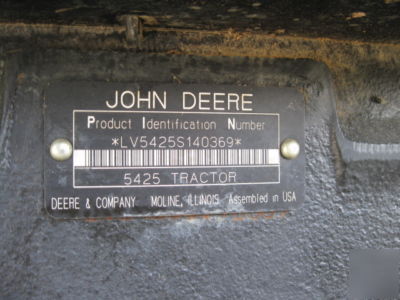 JOHN DEERE
Product Identification Number
*LV5425S140369*
5425 TRACTOR
DEERE & COMPANY MOLINE, ILLINOIS Assembled in USA